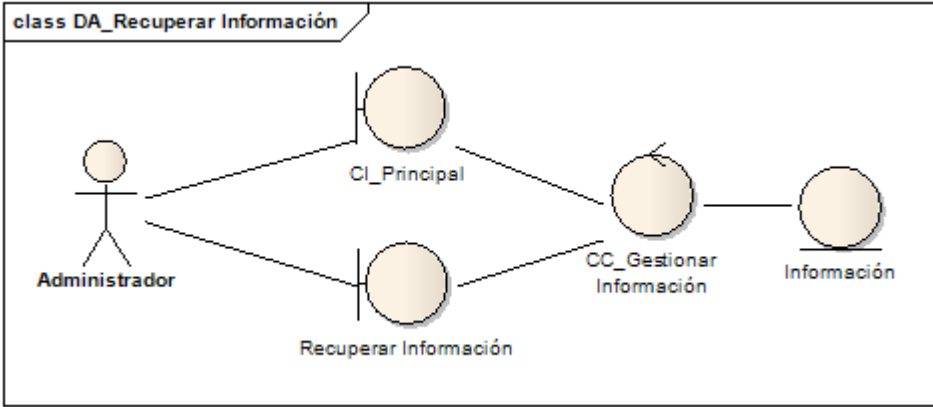 class DA_Recuperar Información
CI_Principal
Administrador
Recuperar Información
CC_Gestionar
Información
Información